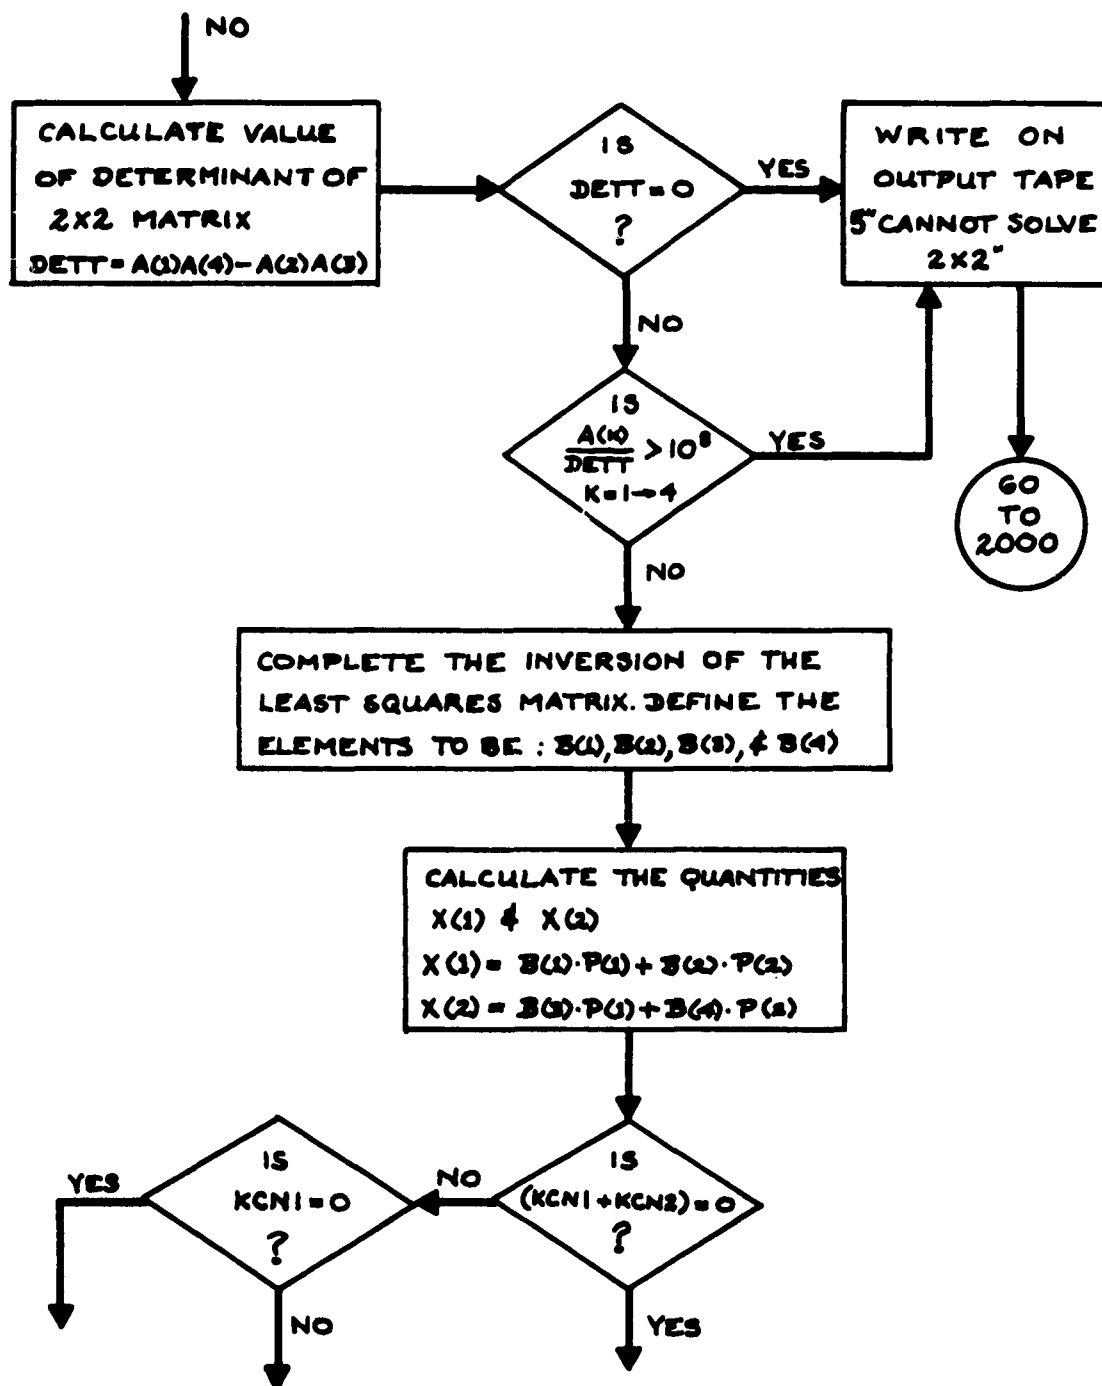 NO
CALCULATE VALUE
OF DETERMINANT OF
2X2 MATRIX
DETT = A(1)A(4) - A(2)A(3)
IS
DETT = 0
?
YES
WRITE ON
OUTPUT TAPE
5"CANNOT SOLVE
2X2"
NO
IS
A(K)
DETT > 10⁸
K = 1→4
YES
GO
TO
2000
NO
COMPLETE THE INVERSION OF THE
LEAST SQUARES MATRIX. DEFINE THE
ELEMENTS TO BE : B(1), B(2), B(3), & B(4)
CALCULATE THE QUANTITIES
X(1) & X(2)
X(1) = B(1)·P(1) + B(2)·P(2)
X(2) = B(3)·P(1) + B(4)·P(2)
IS
(KCN1 + KCN2) = 0
?
NO
IS
KCN1 = 0
?
YES
NO
YES